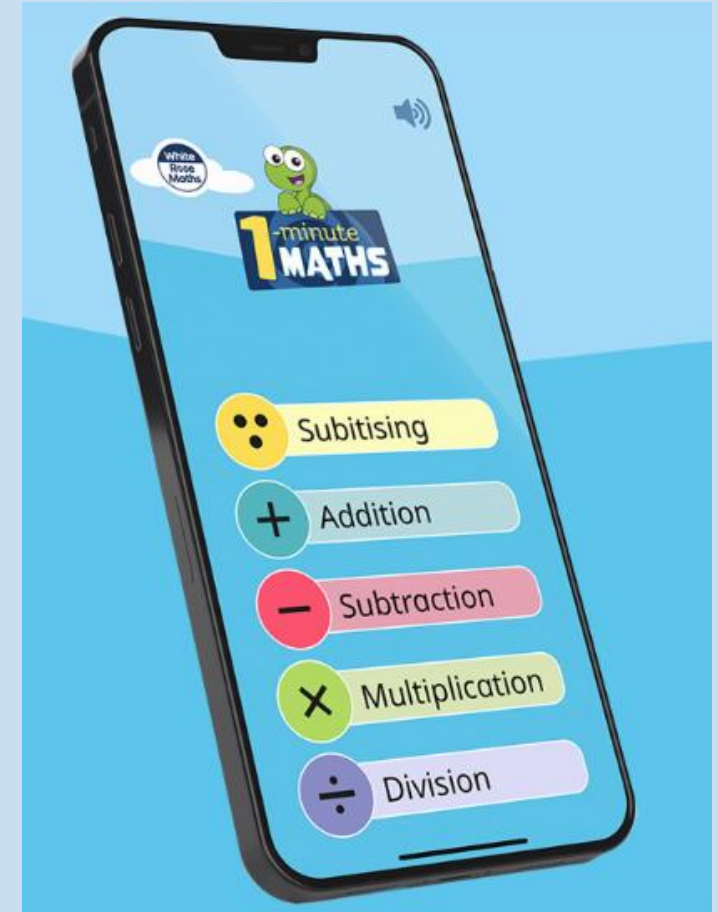 White
Rose
Maths
1-minute
MATHS
Subitising
+ Addition
− Subtraction
× Multiplication
÷ Division